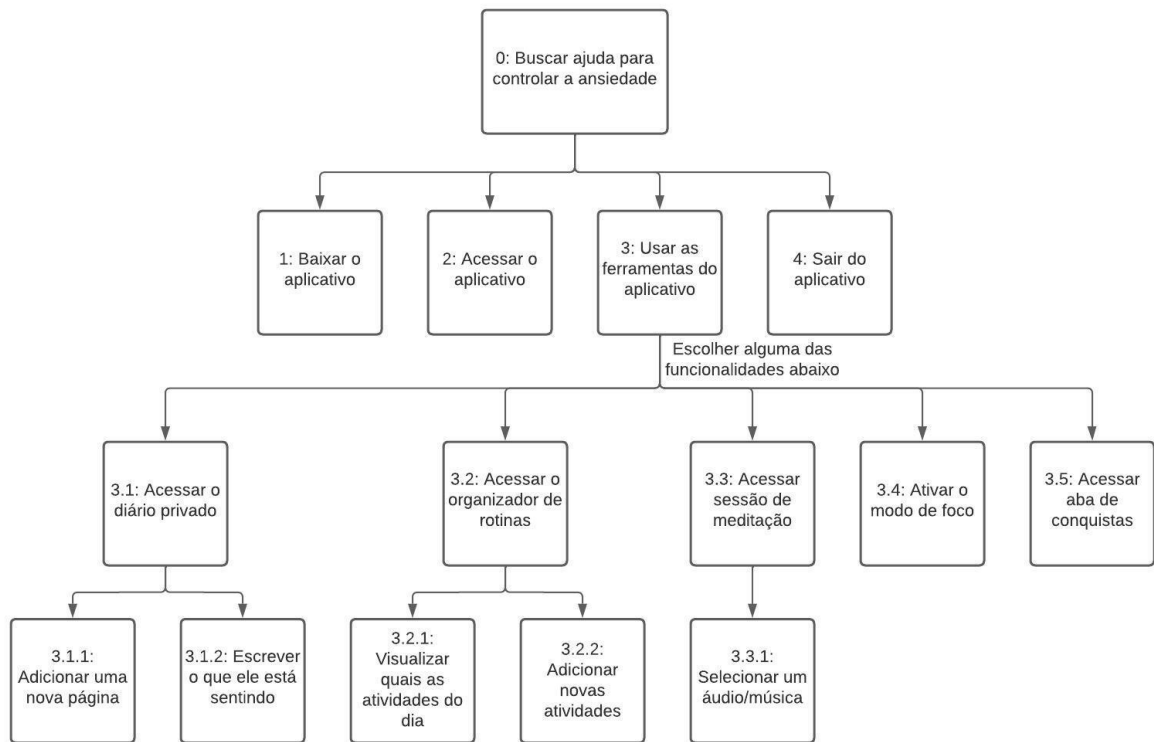 0: Buscar ajuda para
controlar a ansiedade
1: Baixar o
aplicativo
2: Acessar o
aplicativo
3: Usar as
ferramentas do
aplicativo
4: Sair do
aplicativo
Escolher alguma das
funcionalidades abaixo
3.1: Acessar o
diário privado
3.2: Acessar o
organizador de
rotinas
3.3: Acessar
sessão de
meditação
3.4: Ativar o
modo de foco
3.5: Acessar
aba de
conquistas
3.1.1:
Adicionar uma
nova página
3.1.2: Escrever
o que ele está
sentindo
3.2.1:
Visualizar
quais as
atividades do
dia
3.2.2:
Adicionar
novas
atividades
3.3.1:
Selecionar um
áudio/música